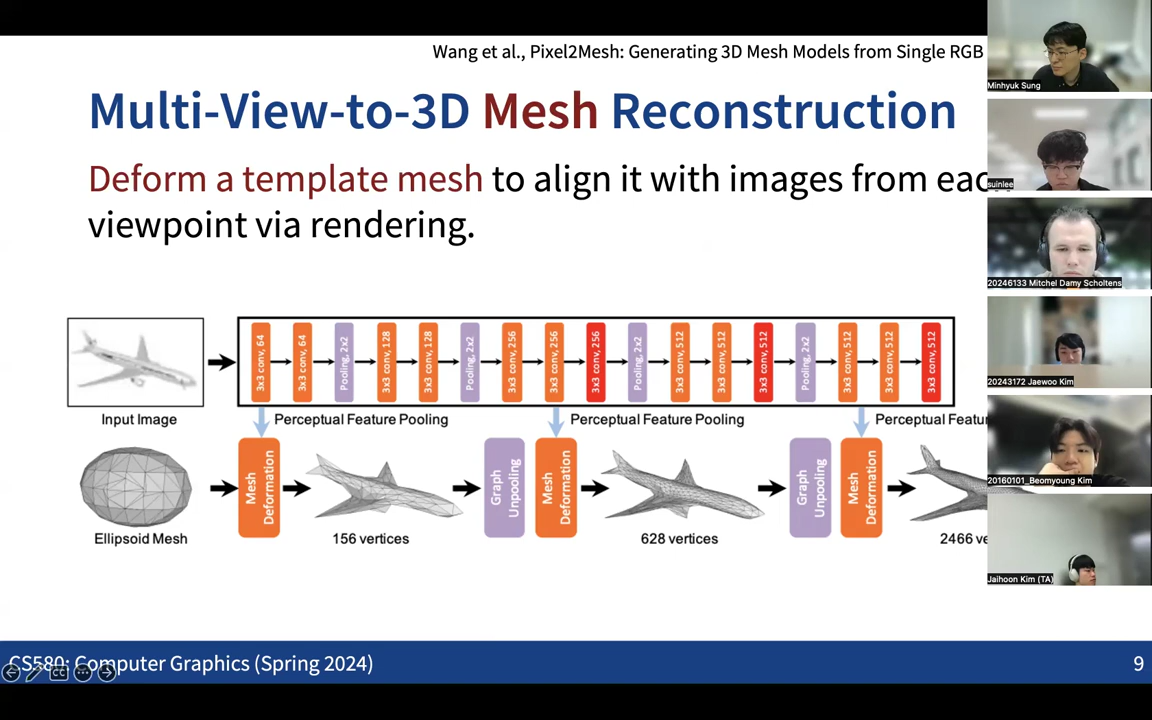 Wang et al., Pixel2Mesh: Generating 3D Mesh Models from Single RGB
Multi-View-to-3D Mesh Reconstruction
Deform a template mesh to align it with images from each
viewpoint via rendering.
3x3 conv, 64
3x3 conv, 64
Pooling, 2x2
3x3 conv, 128
3x3 conv, 128
Pooling, 2x2
3x3 conv, 256
3x3 conv, 256
3x3 conv, 256
Pooling, 2x2
3x3 conv, 512
3x3 conv, 512
3x3 conv, 512
Pooling, 2x2
3x3 conv, 512
3x3 conv, 512
3x3 conv, 512
Input Image
Perceptual Feature Pooling
Perceptual Feature Pooling
Perceptual Featur
Mesh
Deformation
Graph
Unpooling
Mesh
Deformation
Graph
Unpooling
Mesh
Deformation
Ellipsoid Mesh
156 vertices
628 vertices
2466 ve
CS580: Computer Graphics (Spring 2024)
9
CC
Minhyuk Sung
suinlee
20246133 Mitchel Damy Scholtens
20243172 Jaewoo Kim
20160101_Beomyoung Kim
Jaihoon Kim (TA)